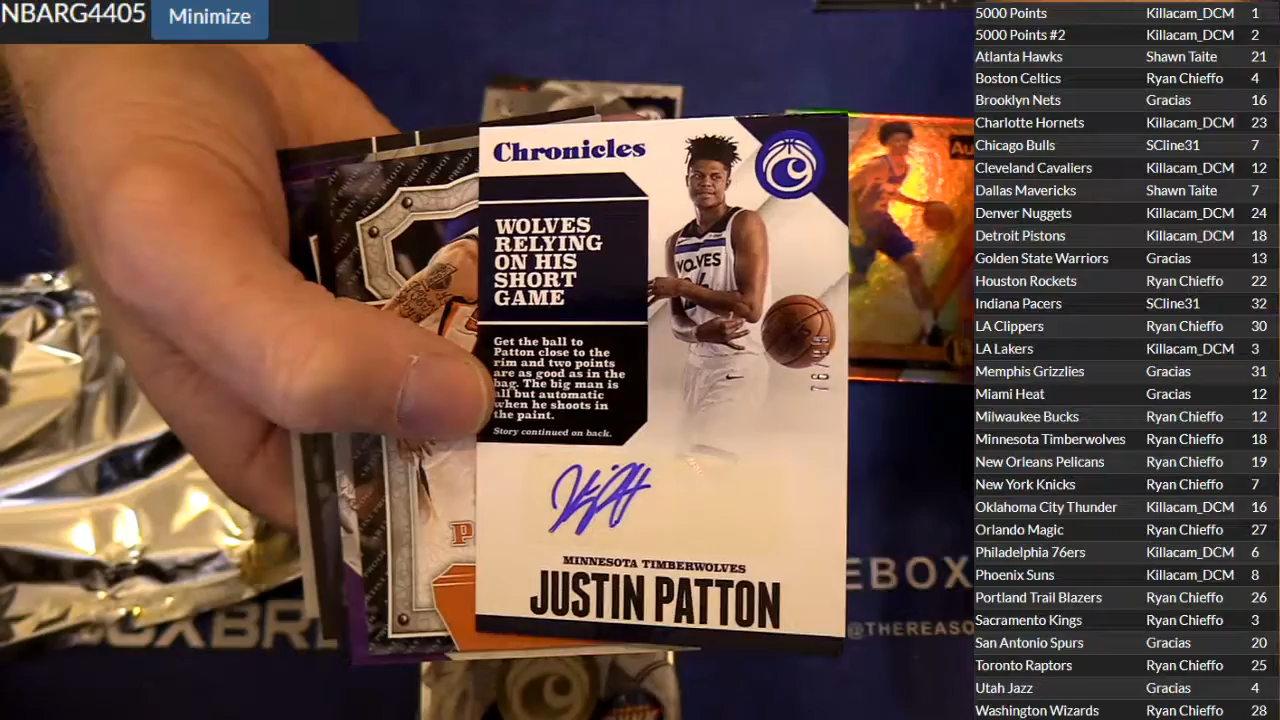 NBARG4405
Minimize
Chronicles
WOLVES
RELYING
ON HIS
SHORT
GAME
Get the ball to
Patton close to the
rim and two points
are as good as in the
bag. The big man is
all but automatic
when he shoots in
the paint.
Story continued on back.
MINNESOTA TIMBERWOLVES
JUSTIN PATTON
WOLVES
PROOF
Au
EBOX
@THEREASO
OXBR
5000 Points Killacam_DCM 1
5000 Points #2 Killacam_DCM 2
Atlanta Hawks Shawn Taite 21
Boston Celtics Ryan Chieffo 4
Brooklyn Nets Gracias 16
Charlotte Hornets Killacam_DCM 23
Chicago Bulls SCline31 7
Cleveland Cavaliers Killacam_DCM 12
Dallas Mavericks Shawn Taite 7
Denver Nuggets Killacam_DCM 24
Detroit Pistons Killacam_DCM 18
Golden State Warriors Gracias 13
Houston Rockets Ryan Chieffo 22
Indiana Pacers SCline31 32
LA Clippers Ryan Chieffo 30
LA Lakers Killacam_DCM 3
Memphis Grizzlies Gracias 31
Miami Heat Gracias 12
Milwaukee Bucks Ryan Chieffo 12
Minnesota Timberwolves Ryan Chieffo 18
New Orleans Pelicans Ryan Chieffo 19
New York Knicks Ryan Chieffo 7
Oklahoma City Thunder Killacam_DCM 16
Orlando Magic Ryan Chieffo 27
Philadelphia 76ers Killacam_DCM 6
Phoenix Suns Killacam_DCM 8
Portland Trail Blazers Ryan Chieffo 26
Sacramento Kings Ryan Chieffo 3
San Antonio Spurs Gracias 20
Toronto Raptors Ryan Chieffo 25
Utah Jazz Gracias 4
Washington Wizards Ryan Chieffo 28